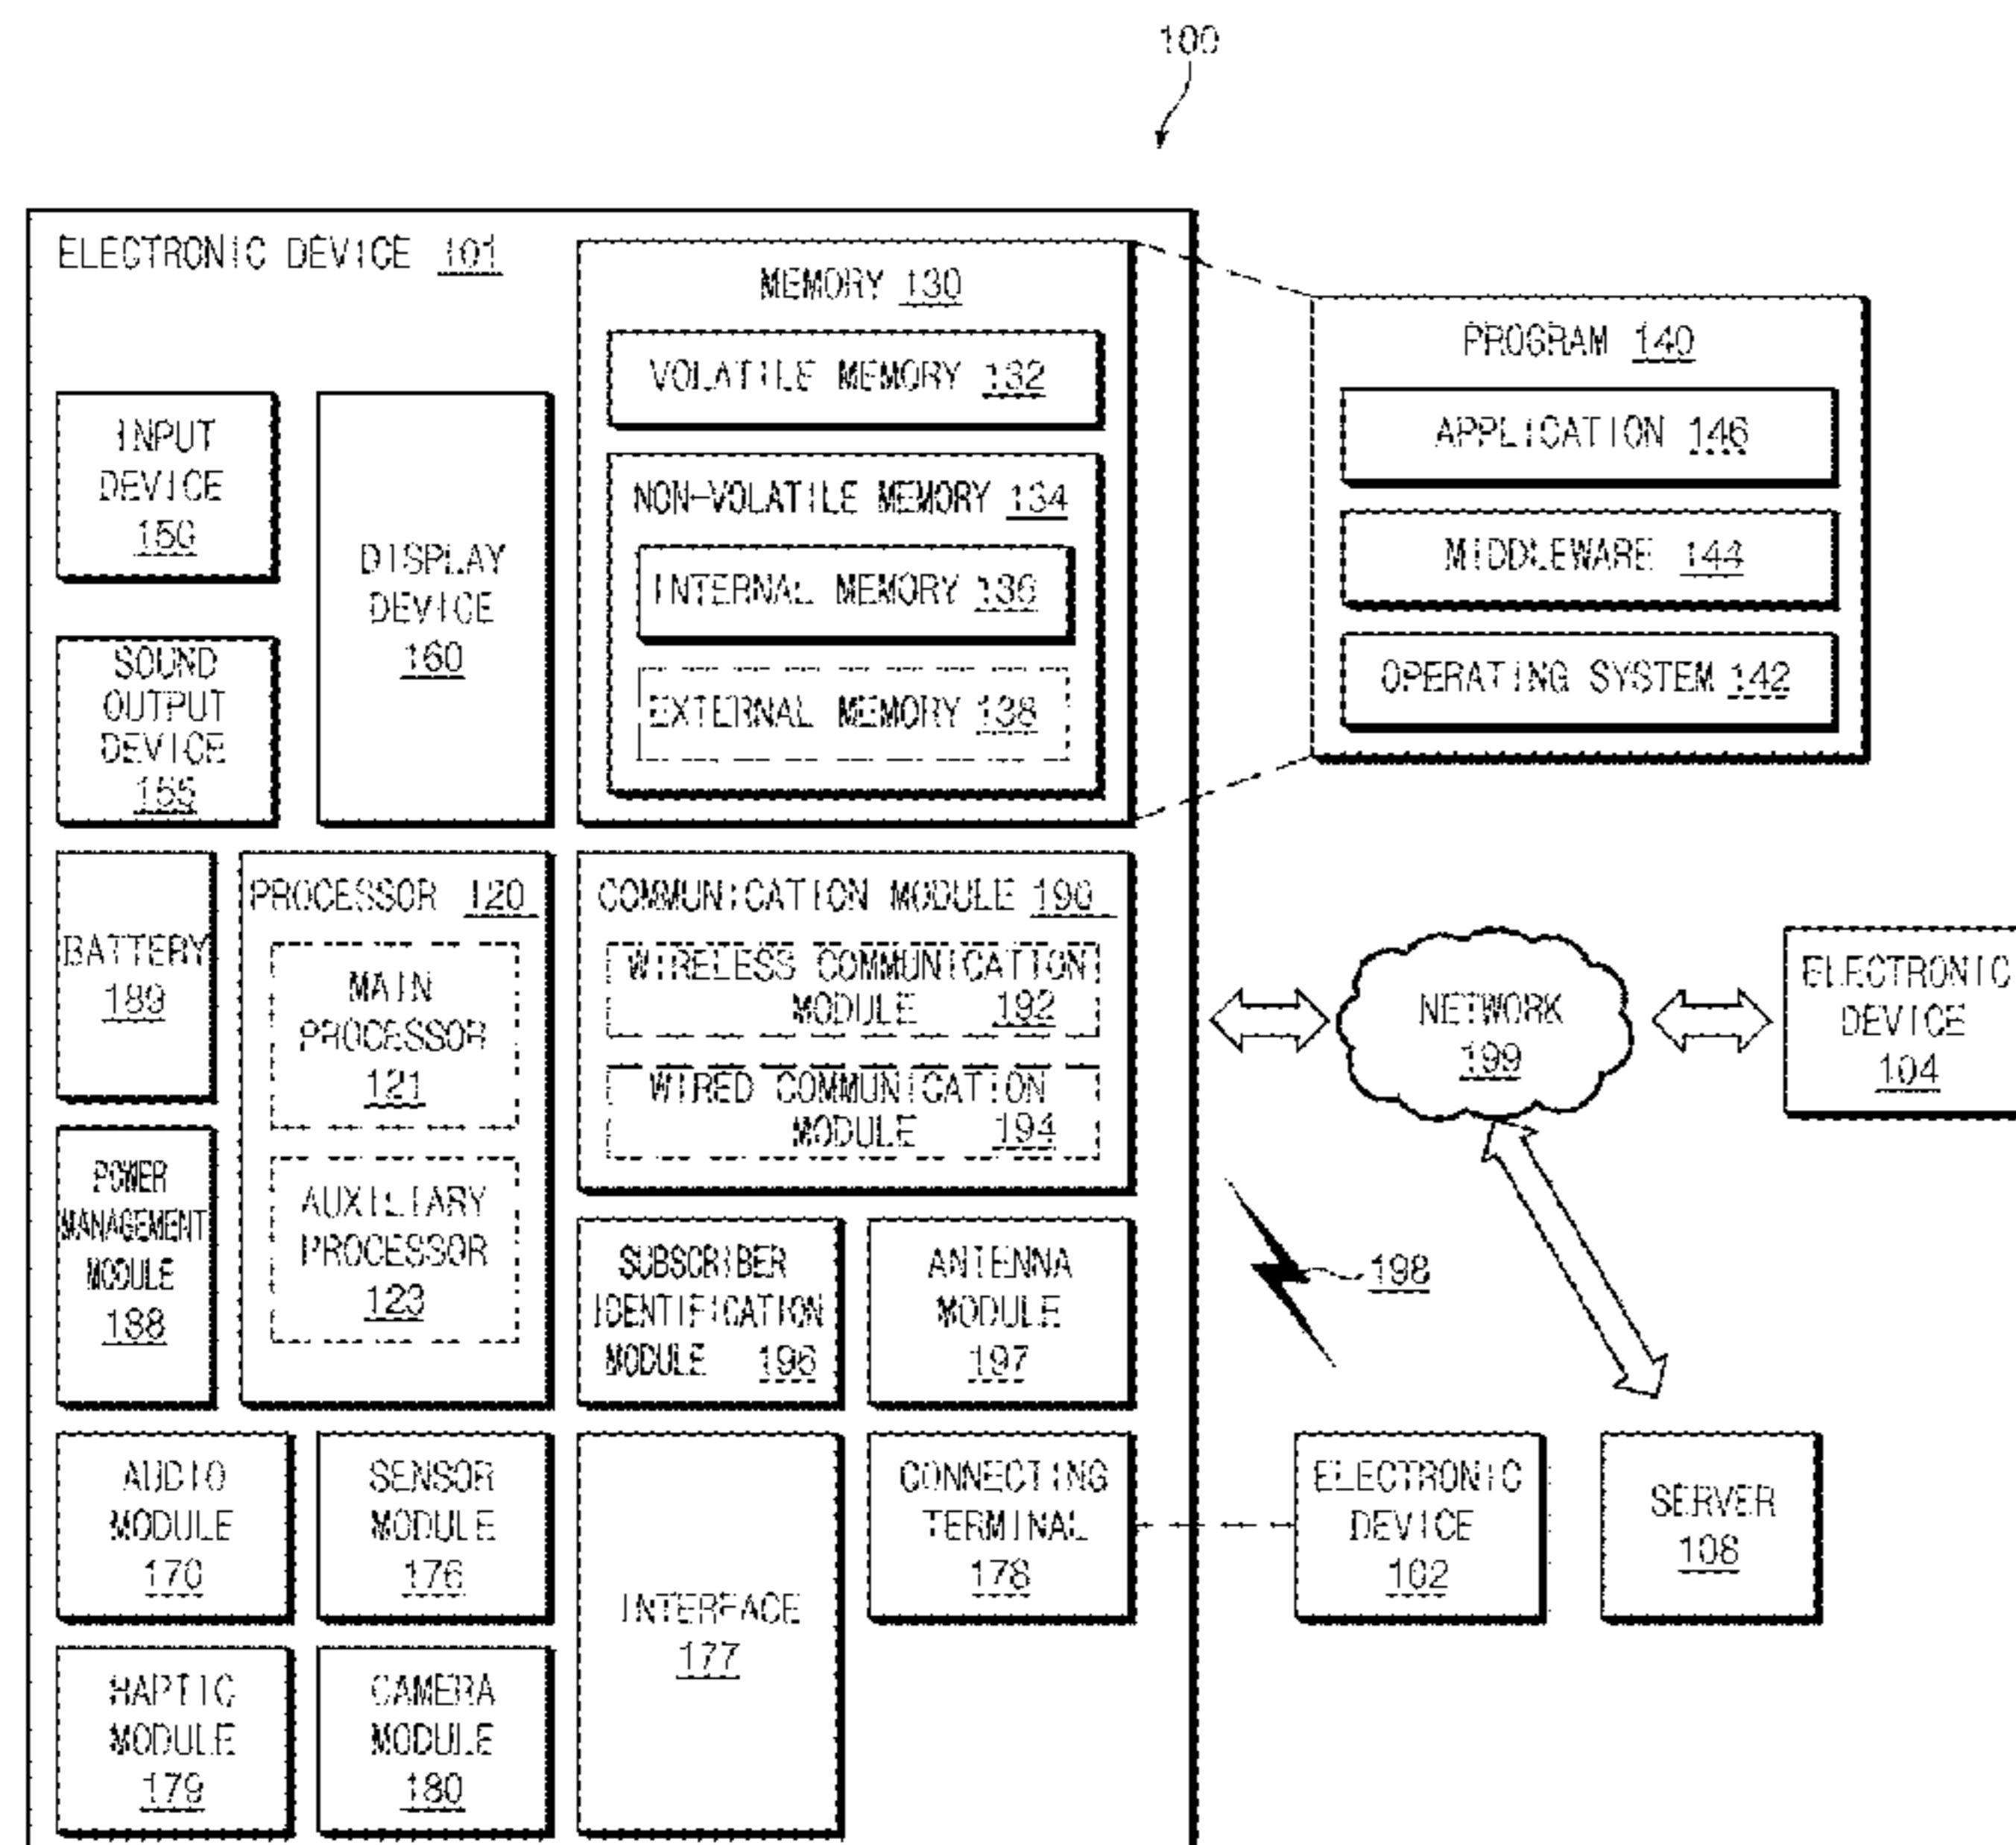 100
ELECTRONIC DEVICE 101
MEMORY 130
VOLATILE MEMORY 132
NON-VOLATILE MEMORY 134
INTERNAL MEMORY 136
EXTERNAL MEMORY 138
PROGRAM 140
APPLICATION 146
MIDDLEWARE 144
OPERATING SYSTEM 142
INPUT
DEVICE
150
SOUND
OUTPUT
DEVICE
155
DISPLAY
DEVICE
160
BATTERY
189
POWER
MANAGEMENT
MODULE
188
PROCESSOR 120
MAIN
PROCESSOR
121
AUXILIARY
PROCESSOR
123
COMMUNICATION MODULE 190
WIRELESS COMMUNICATION
MODULE 192
WIRED COMMUNICATION
MODULE 194
SUBSCRIBER
IDENTIFICATION
MODULE 196
ANTENNA
MODULE
197
NETWORK
199
ELECTRONIC
DEVICE
104
198
AUDIO
MODULE
170
SENSOR
MODULE
176
INTERFACE
177
CONNECTING
TERMINAL
178
ELECTRONIC
DEVICE
102
SERVER
108
HAPTIC
MODULE
179
CAMERA
MODULE
180